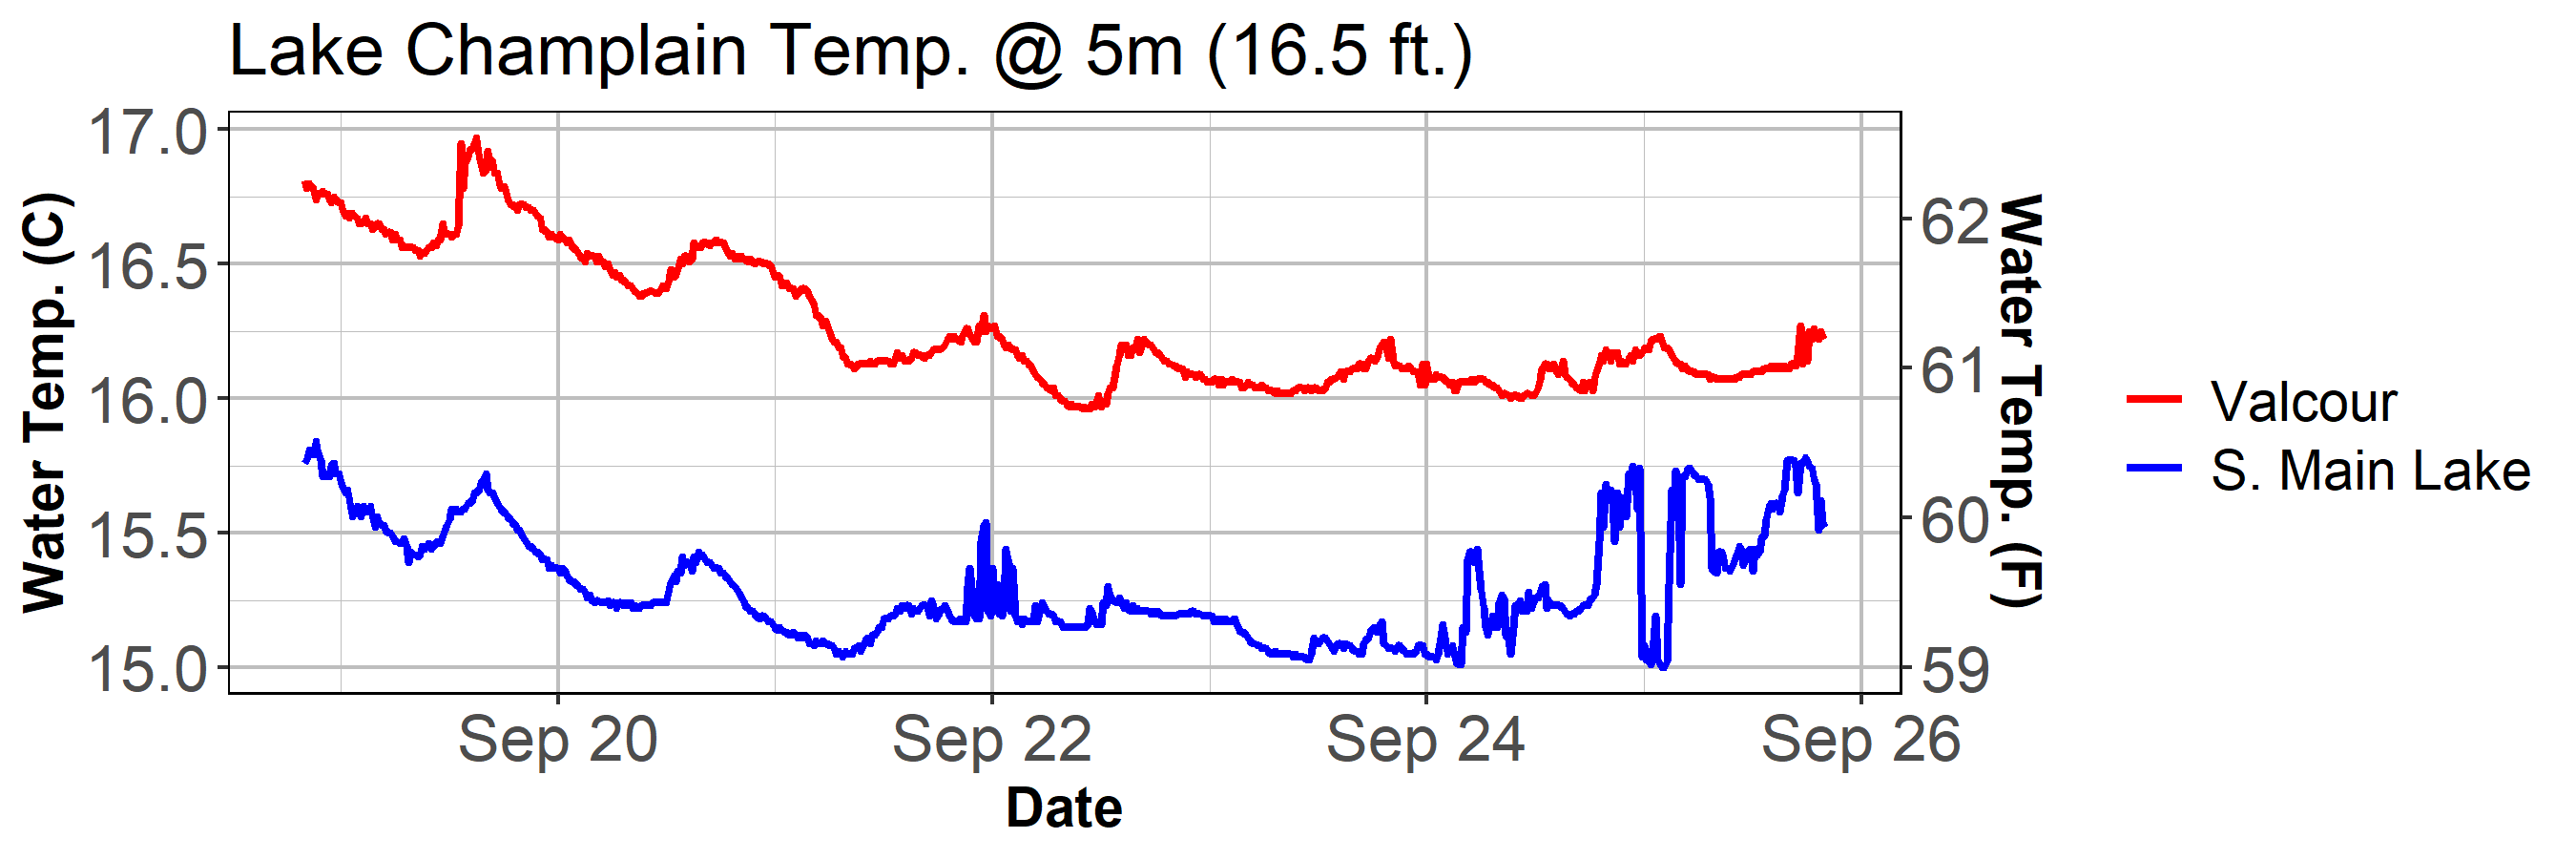 Lake Champlain Temp. @ 5m (16.5 ft.)
Water Temp. (C)
17.0
16.5
16.0
15.5
15.0
62
61
60
59
Water Temp. (F)
Sep 20
Sep 22
Sep 24
Sep 26
Date
Valcour
S. Main Lake